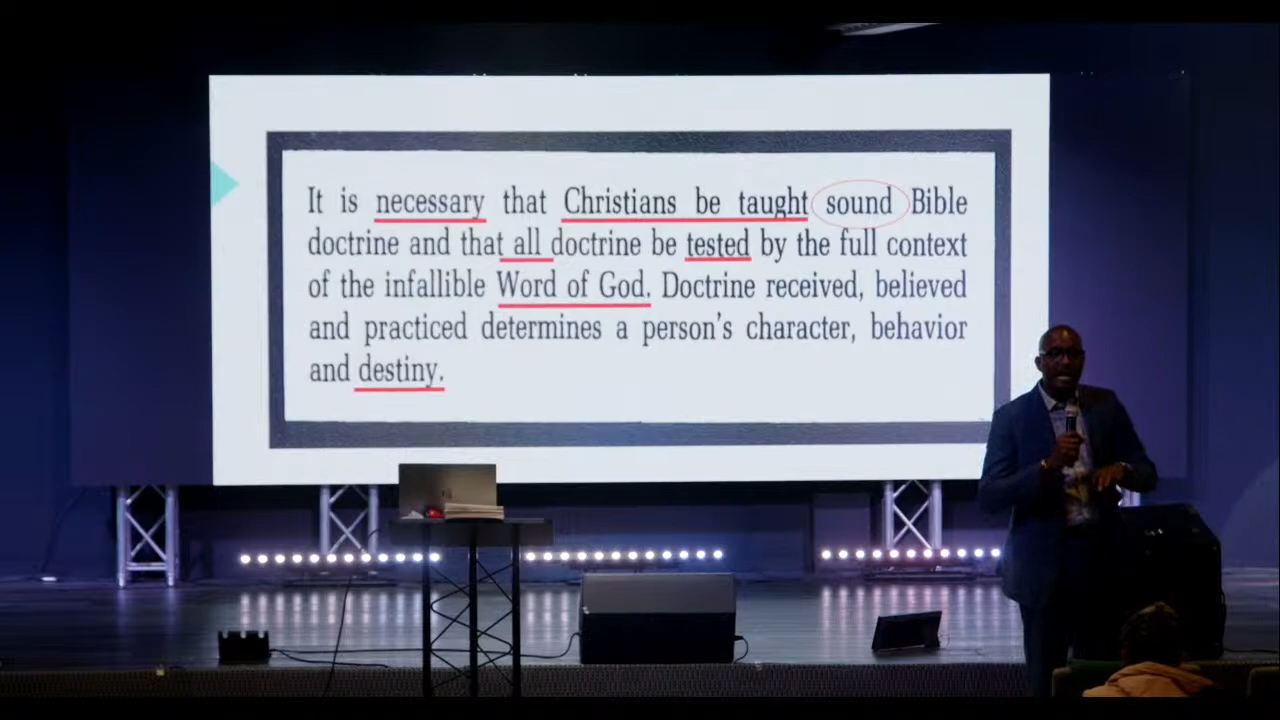 It is necessary that Christians be taught sound Bible
doctrine and that all doctrine be tested by the full context
of the infallible Word of God. Doctrine received, believed
and practiced determines a person's character, behavior
and destiny.